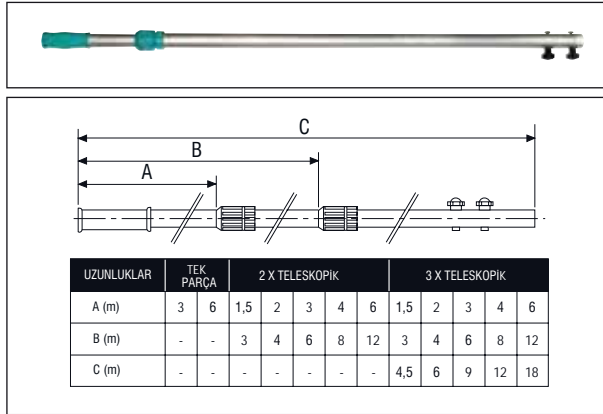 C
B
A
UZUNLUKLAR TEK PARÇA 2 X TELESKOPİK 3 X TELESKOPİK
A (m) 3 6 1,5 2 3 4 6 1,5 2 3 4 6
B (m) - - 3 4 6 8 12 3 4 6 8 12
C (m) - - - - - - - 4,5 6 9 12 18